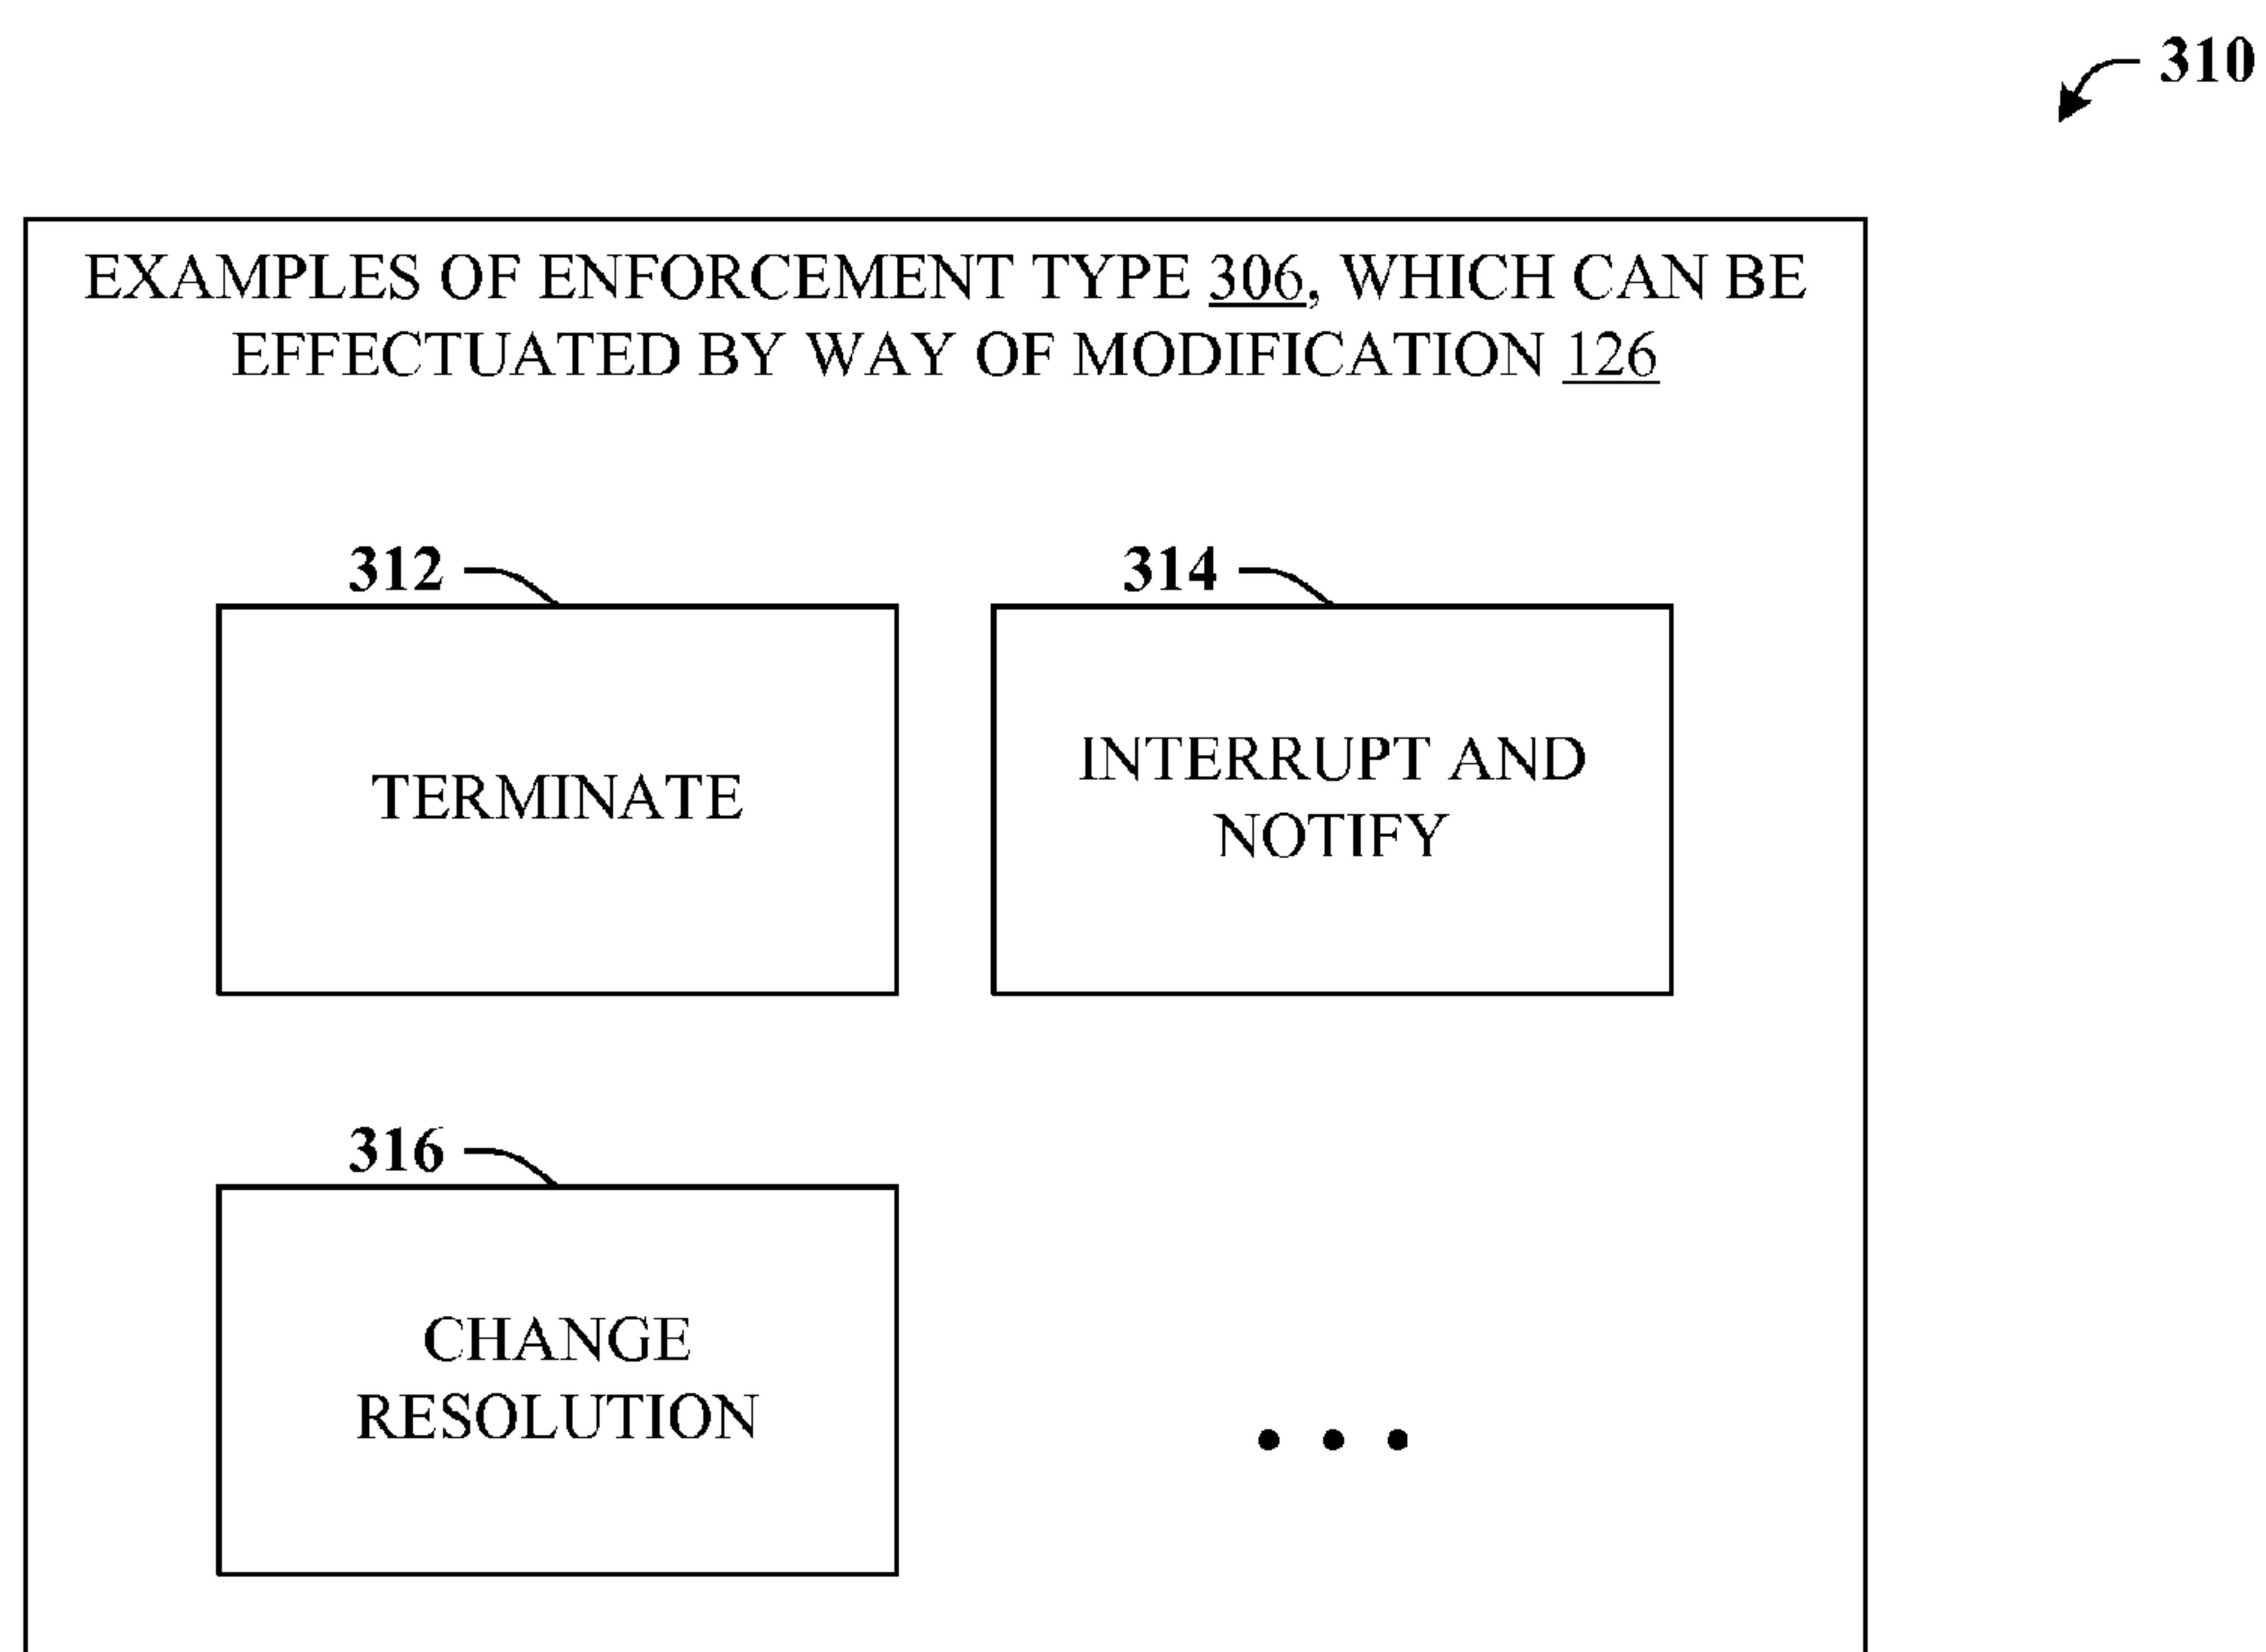 310
EXAMPLES OF ENFORCEMENT TYPE 306, WHICH CAN BE
EFFECTUATED BY WAY OF MODIFICATION 126
312
TERMINATE
314
INTERRUPT AND
NOTIFY
316
CHANGE
RESOLUTION
• • •